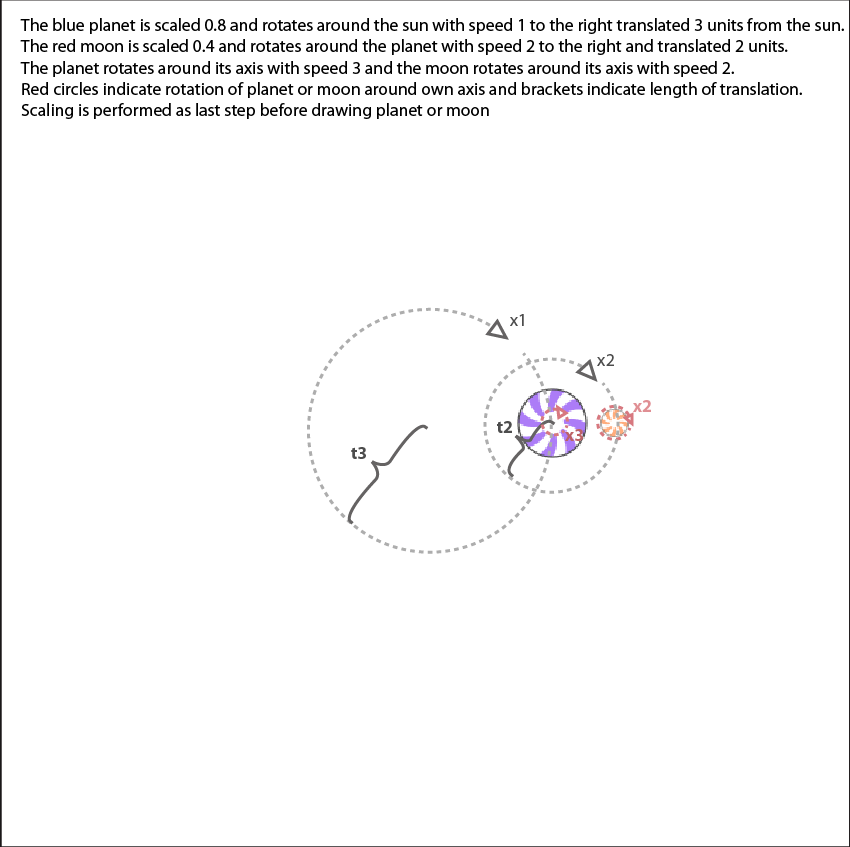 The blue planet is scaled 0.8 and rotates around the sun with speed 1 to the right translated 3 units from the sun.
The red moon is scaled 0.4 and rotates around the planet with speed 2 to the right and translated 2 units.
The planet rotates around its axis with speed 3 and the moon rotates around its axis with speed 2.
Red circles indicate rotation of planet or moon around own axis and brackets indicate length of translation.
Scaling is performed as last step before drawing planet or moon
x1
x2
x2
t2
x3
t3